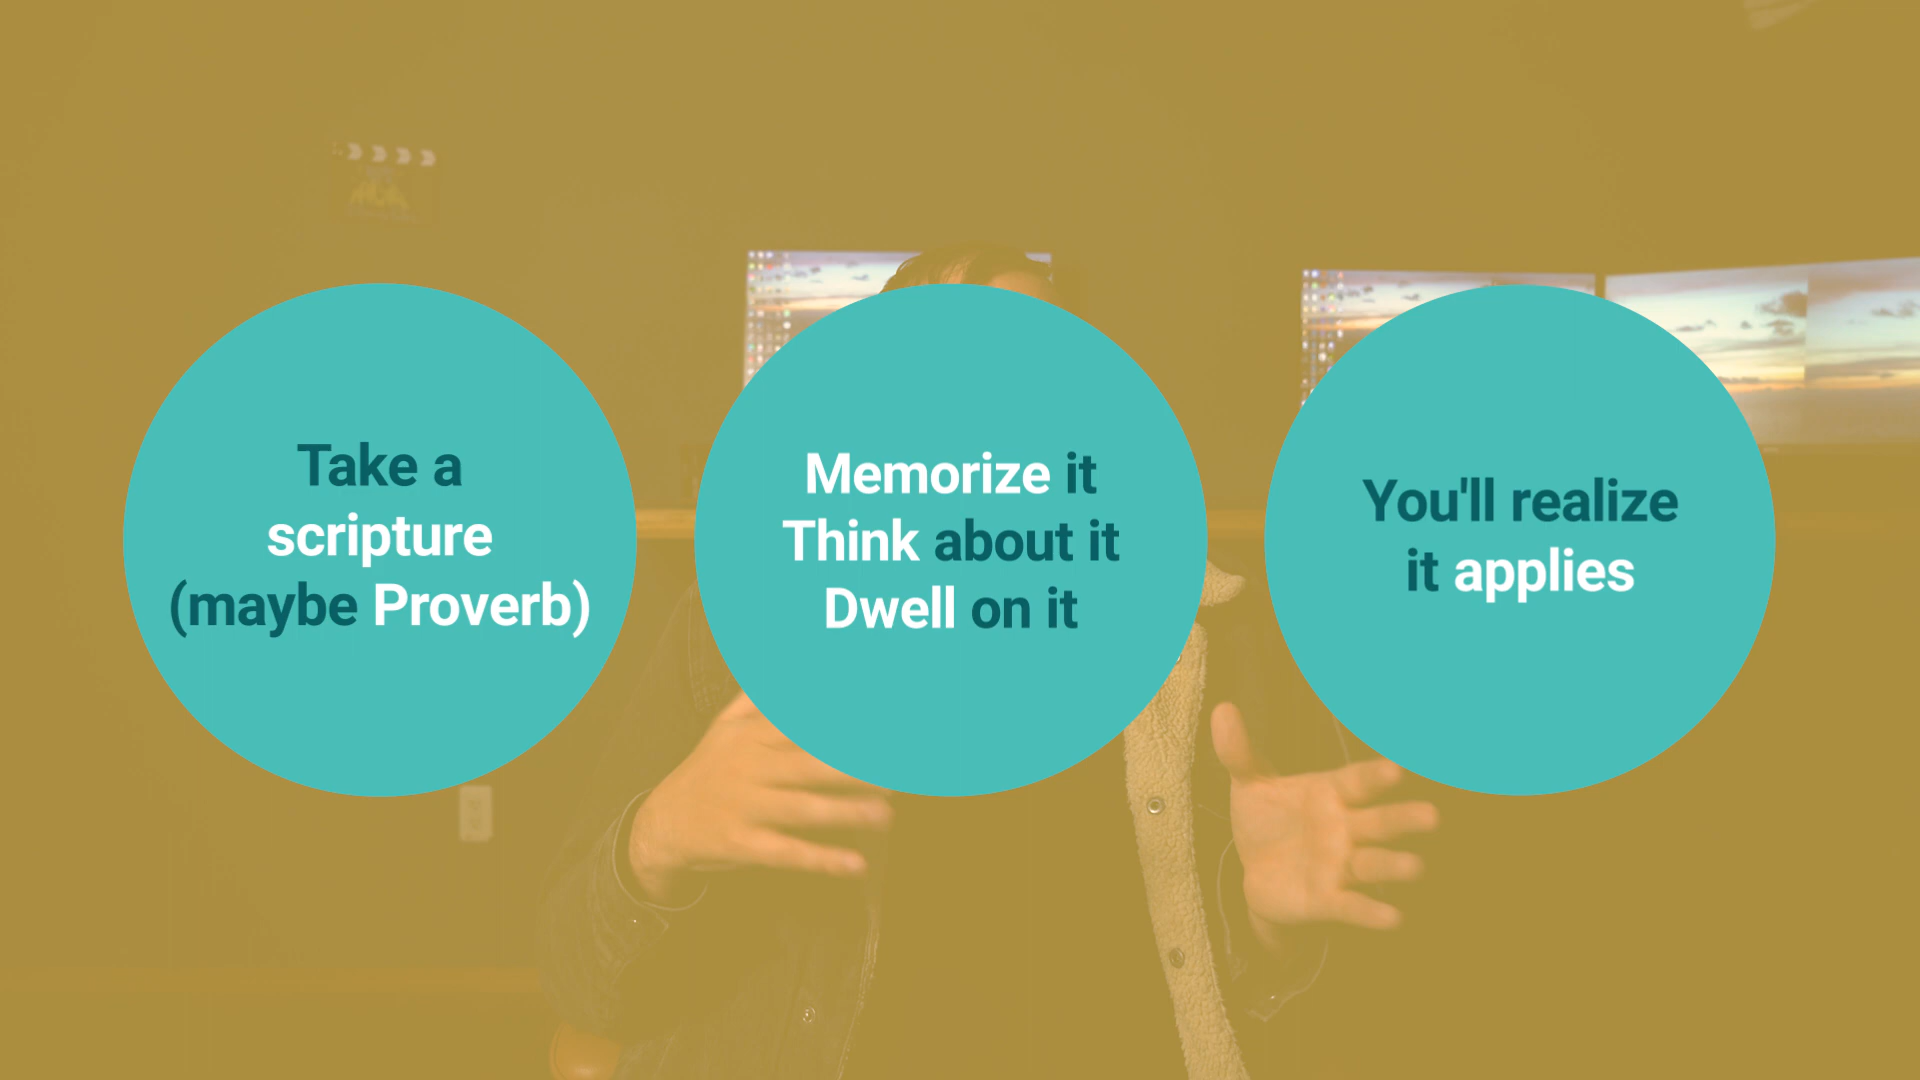 Take a
scripture
(maybe Proverb)
Memorize it
Think about it
Dwell on it
You'll realize
it applies